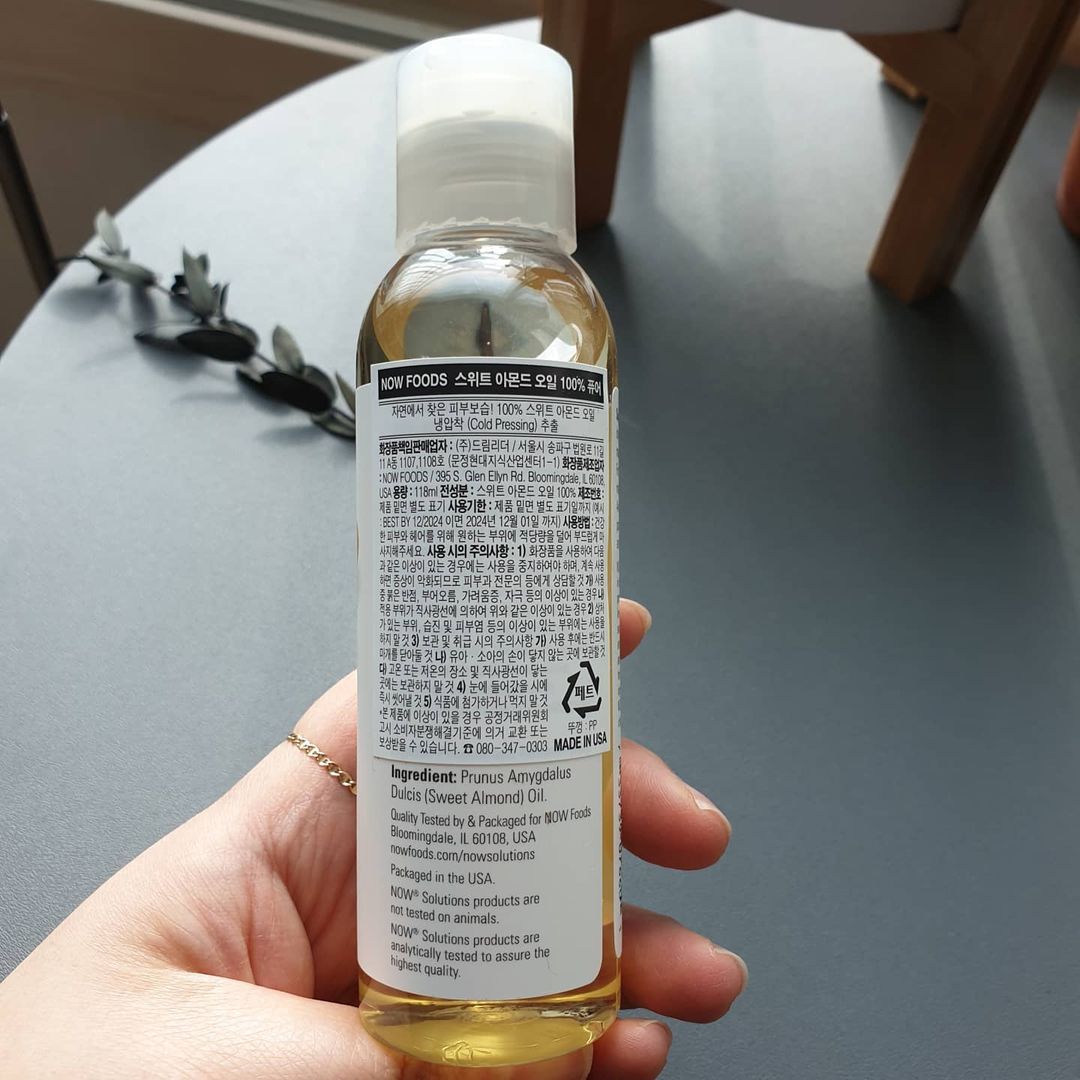 NOW FOODS 스위트 아몬드 오일 100% 퓨어
자연에서 찾은 피부보습! 100% 스위트 아몬드 오일
냉압착 (Cold Pressing) 추출
화장품책임판매업자 : (주)드림리더 / 서울시 송파구 법원로 11길
11 A동 1107,1108호 (문정현대지식산업센터1-1) 화장품제조업자
: NOW FOODS / 395 S. Glen Ellyn Rd. Bloomingdale, IL 60108,
USA 용량 : 118ml 전성분 : 스위트 아몬드 오일 100% 제조번호 :
제품 밑면 별도 표기 사용기한 : 제품 밑면 별도 표기일까지 (예시
: BEST BY 12/2024 이면 2024년 12월 01일 까지) 사용방법 : 건강
한 피부와 헤어를 위해 원하는 부위에 적당량을 덜어 부드럽게 마
사지해주세요. 사용 시의 주의사항 : 1) 화장품을 사용하여 다음
과 같은 이상이 있는 경우에는 사용을 중지하여야 하며, 계속 사용
하면 증상이 악화되므로 피부과 전문의 등에게 상담할 것 가) 사용
중 붉은 반점, 부어오름, 가려움증, 자극 등의 이상이 있는 경우 나)
적용 부위가 직사광선에 의하여 위와 같은 이상이 있는 경우 2) 상처
가 있는 부위, 습진 및 피부염 등의 이상이 있는 부위에는 사용을
하지 말 것 3) 보관 및 취급 시의 주의사항 가) 사용 후에는 반드시
마개를 닫아둘 것 나) 유아 · 소아의 손이 닿지 않는 곳에 보관할 것
다) 고온 또는 저온의 장소 및 직사광선이 닿는
곳에는 보관하지 말 것 4) 눈에 들어갔을 시에
즉시 씻어낼 것 5) 식품에 첨가하거나 먹지 말 것
*본 제품에 이상이 있을 경우 공정거래위원회
고시 소비자분쟁해결기준에 의거 교환 또는
보상받을 수 있습니다. ☎ 080-347-0303
페트
뚜껑 : PP
MADE IN USA
Ingredient: Prunus Amygdalus
Dulcis (Sweet Almond) Oil.
Quality Tested by & Packaged for NOW Foods
Bloomingdale, IL 60108, USA
nowfoods.com/nowsolutions
Packaged in the USA.
NOW® Solutions products are
not tested on animals.
NOW® Solutions products are
analytically tested to assure the
highest quality.